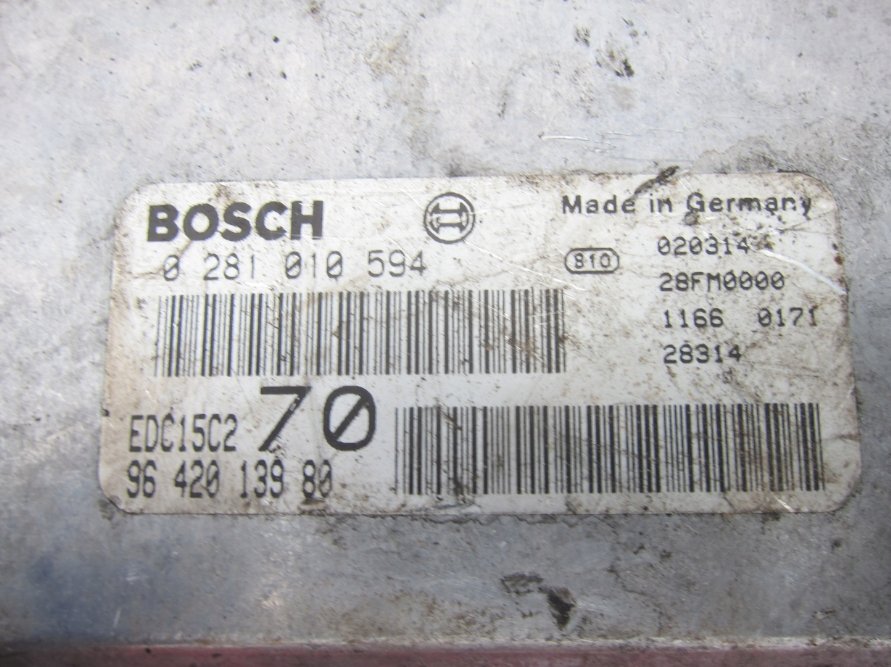 BOSCH
Made in Germany
0 281 010 594
810
020314
28FM0000
1166 0171
28314
EDC15C2 70
96 420 139 80